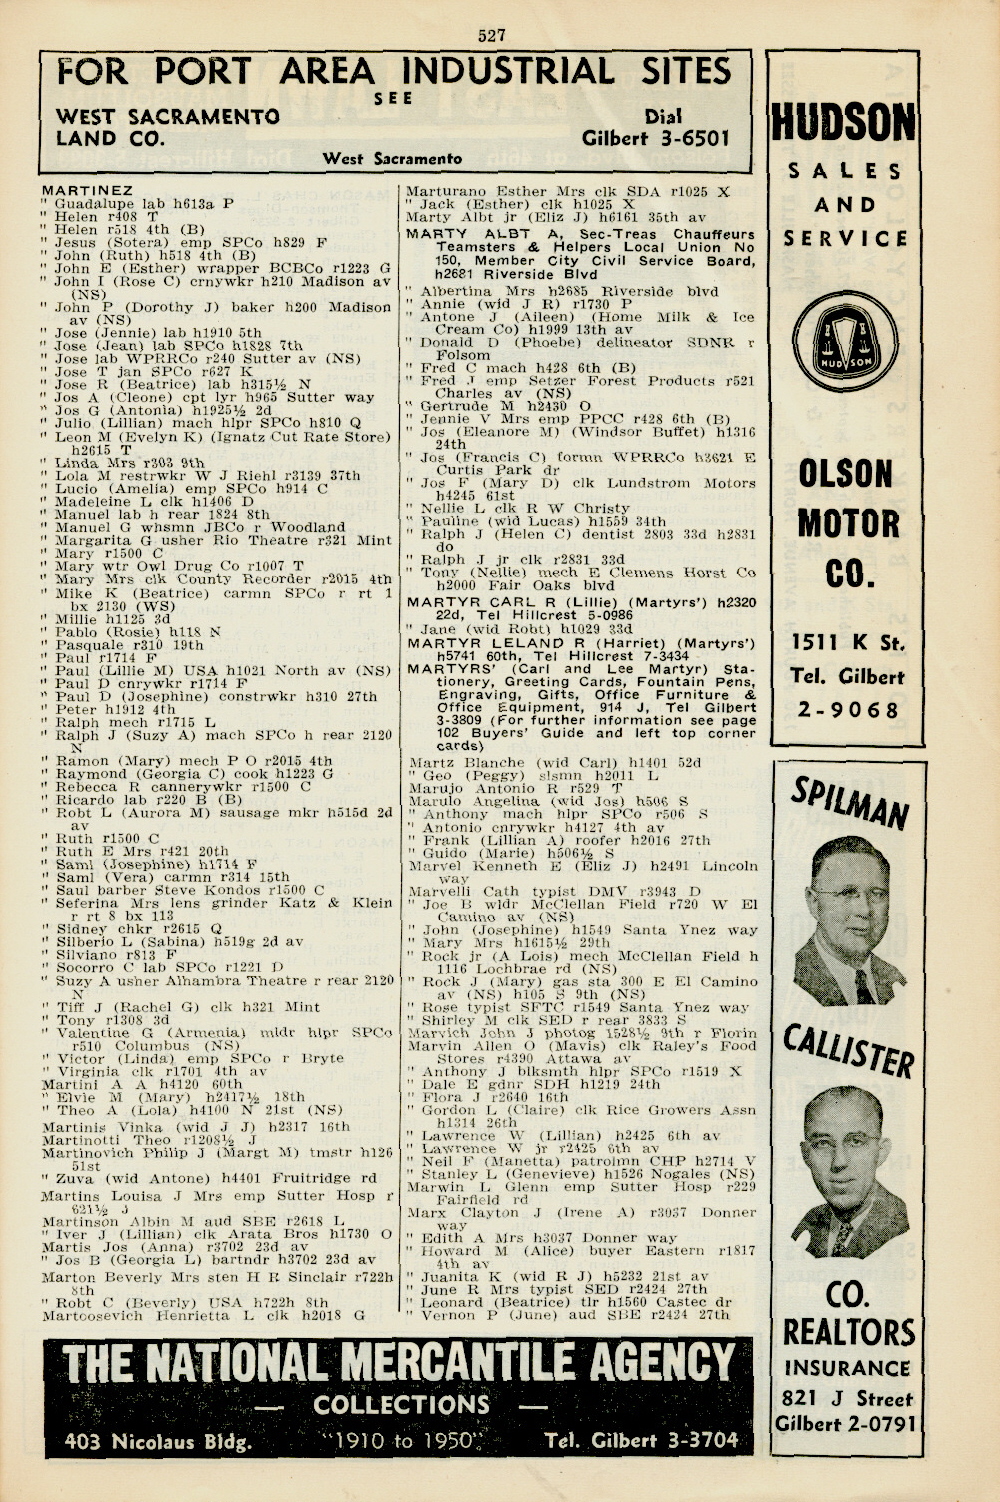 527
FOR PORT AREA INDUSTRIAL SITES
SEE
WEST SACRAMENTO
LAND CO.
Dial
Gilbert 3-6501
West Sacramento
MARTINEZ
" Guadalupe lab h613a P
" Helen r408 T
" Helen r518 4th (B)
" Jesus (Sotera) emp SPCo h829 F
" John (Ruth) h518 4th (B)
" John E (Esther) wrapper BCBCo r1223 G
" John I (Rose C) crnywkr h210 Madison av
(NS)
" John P (Dorothy J) baker h200 Madison
av (NS)
" Jose (Jennie) lab h1910 5th
" Jose (Jean) lab SPCo h1828 7th
" Jose lab WPRRCo r240 Sutter av (NS)
" Jose T jan SPCo r627 K
" Jose R (Beatrice) lab h315½ N
" Jos A (Cleone) cpt lyr h965 Sutter way
" Jos G (Antonia) h1925½ 2d
" Julio (Lillian) mach hlpr SPCo h810 Q
" Leon M (Evelyn K) (Ignatz Cut Rate Store)
h2615 T
" Linda Mrs r303 9th
" Lola M restrwkr W J Riehl r3139 37th
" Lucio (Amelia) emp SPCo h914 C
" Madeleine L clk h1406 D
" Manuel lab h rear 1824 8th
" Manuel G whsmn JBCo r Woodland
" Margarita G usher Rio Theatre r321 Mint
" Mary r1500 C
" Mary wtr Owl Drug Co r1007 T
" Mary Mrs clk County Recorder r2015 4th
" Mike K (Beatrice) carmn SPCo r rt 1
bx 2130 (WS)
" Millie h1125 3d
" Pablo (Rosie) h118 N
" Pasquale r310 19th
" Paul r1714 F
" Paul (Lillie M) USA h1021 North av (NS)
" Paul D cnrywkr r1714 F
" Paul D (Josephine) constrwkr h310 27th
" Peter h1912 4th
" Ralph mech r1715 L
" Ralph J (Suzy A) mach SPCo h rear 2120
N
" Ramon (Mary) mech P O r2015 4th
" Raymond (Georgia C) cook h1223 G
" Rebecca R cannerywkr r1500 C
" Ricardo lab r220 B (B)
" Robt L (Aurora M) sausage mkr h515d 2d
av
" Ruth r1500 C
" Ruth E Mrs r421 20th
" Saml (Josephine) h1714 F
" Saml (Vera) carmn r314 15th
" Saul barber Steve Kondos r1500 C
" Seferina Mrs lens grinder Katz & Klein
r rt 8 bx 113
" Sidney chkr r2615 Q
" Silberio L (Sabina) h519g 2d av
" Silviano r813 F
" Socorro C lab SPCo r1221 D
" Suzy A usher Alhambra Theatre r rear 2120
N
" Tiff J (Rachel G) clk h321 Mint
" Tony r1308 3d
" Valentine G (Armenia) mldr hlpr SPCo
r510 Columbus (NS)
" Victor (Linda) emp SPCo r Bryte
" Virginia clk r1701 4th av
Martini A A h4120 60th
" Elvie M (Mary) h2417½ 18th
" Theo A (Lola) h4100 N 21st (NS)
Martinis Vinka (wid J J) h2317 16th
Martinotti Theo r1208½ J
Martinovich Philip J (Margt M) tmstr h126
51st
" Zuva (wid Antone) h4401 Fruitridge rd
Martins Louisa J Mrs emp Sutter Hosp r
621½ J
Martinson Albin M aud SBE r2618 L
" Iver J (Lillian) clk Arata Bros h1730 O
Martis Jos (Anna) r3702 23d av
" Jos B (Georgia L) bartndr h3702 23d av
Marton Beverly Mrs sten H R Sinclair r722h
8th
" Robt C (Beverly) USA h722h 8th
Martoosevich Henrietta L clk h2018 G
Marturano Esther Mrs clk SDA r1025 X
" Jack (Esther) clk h1025 X
Marty Albt jr (Eliz J) h6161 35th av
MARTY ALBT A, Sec-Treas Chauffeurs
Teamsters & Helpers Local Union No
150, Member City Civil Service Board,
h2681 Riverside Blvd
" Albertina Mrs h2685 Riverside blvd
" Annie (wid J R) r1730 P
" Antone J (Aileen) (Home Milk & Ice
Cream Co) h1999 13th av
" Donald D (Phoebe) delineator SDNR r
Folsom
" Fred C mach h428 6th (B)
" Fred J emp Setzer Forest Products r521
Charles av (NS)
" Gertrude M h2430 O
" Jennie V Mrs emp PPCC r428 6th (B)
" Jos (Eleanore M) (Windsor Buffet) h1316
24th
" Jos (Francis C) formn WPRRCo h3621 E
Curtis Park dr
" Jos F (Mary D) clk Lundstrom Motors
h4245 61st
" Nellie L clk R W Christy
" Pauline (wid Lucas) h1559 34th
" Ralph J (Helen C) dentist 2803 33d h2831
do
" Ralph J jr clk r2831 33d
" Tony (Nellie) mech E Clemens Horst Co
h2000 Fair Oaks blvd
MARTYR CARL R (Lillie) (Martyrs') h2320
22d, Tel Hillcrest 5-0986
" Jane (wid Robt) h1029 33d
MARTYR LELAND R (Harriet) (Martyrs')
h5741 60th, Tel Hillcrest 7-3434
MARTYRS' (Carl and Lee Martyr) Sta-
tionery, Greeting Cards, Fountain Pens,
Engraving, Gifts, Office Furniture &
Office Equipment, 914 J, Tel Gilbert
3-3809 (For further information see page
102 Buyers' Guide and left top corner
cards)
Martz Blanche (wid Carl) h1401 52d
" Geo (Peggy) slsmn h2011 L
Marujo Antonio R r529 T
Marulo Angelina (wid Jos) h506 S
" Anthony mach hlpr SPCo r506 S
" Antonio cnrywkr h4127 4th av
" Frank (Lillian A) roofer h2016 27th
" Guido (Marie) h506½ S
Marvel Kenneth E (Eliz J) h2491 Lincoln
way
Marvelli Cath typist DMV r3943 D
" Joe B wldr McClellan Field r720 W El
Camino av (NS)
" John (Josephine) h1549 Santa Ynez way
" Mary Mrs h1615½ 29th
" Rock jr (A Lois) mech McClellan Field h
1116 Lochbrae rd (NS)
" Rock J (Mary) gas sta 300 E El Camino
av (NS) h105 S 9th (NS)
" Rose typist SFTC r1549 Santa Ynez way
" Shirley M clk SED r rear 3833 S
Marvich John J photog 1528½ 9th r Florin
Marvin Allen O (Mavis) clk Raley's Food
Stores r4390 Attawa av
" Anthony J blksmth hlpr SPCo r1519 X
" Dale E gdnr SDH h1219 24th
" Flora J r2640 16th
" Gordon L (Claire) clk Rice Growers Assn
h1314 26th
" Lawrence W (Lillian) h2425 6th av
" Lawrence W jr r2425 6th av
" Neil F (Manetta) patrolmn CHP h2714 V
" Stanley L (Genevieve) h1526 Nogales (NS)
Marwin L Glenn emp Sutter Hosp r229
Fairfield rd
Marx Clayton J (Irene A) r3037 Donner
way
" Edith A Mrs h3037 Donner way
" Howard M (Alice) buyer Eastern r1817
4th av
" Juanita K (wid R J) h5232 21st av
" June R Mrs typist SED r2424 27th
" Leonard (Beatrice) tlr h1560 Castec dr
" Vernon P (June) aud SBE r2424 27th
HUDSON
SALES
AND
SERVICE
HUDSON
OLSON
MOTOR
CO.
1511 K St.
Tel. Gilbert
2-9068
SPILMAN
CALLISTER
CO.
REALTORS
INSURANCE
821 J Street
Gilbert 2-0791
THE NATIONAL MERCANTILE AGENCY
— COLLECTIONS —
403 Nicolaus Bldg. "1910 to 1950" Tel. Gilbert 3-3704